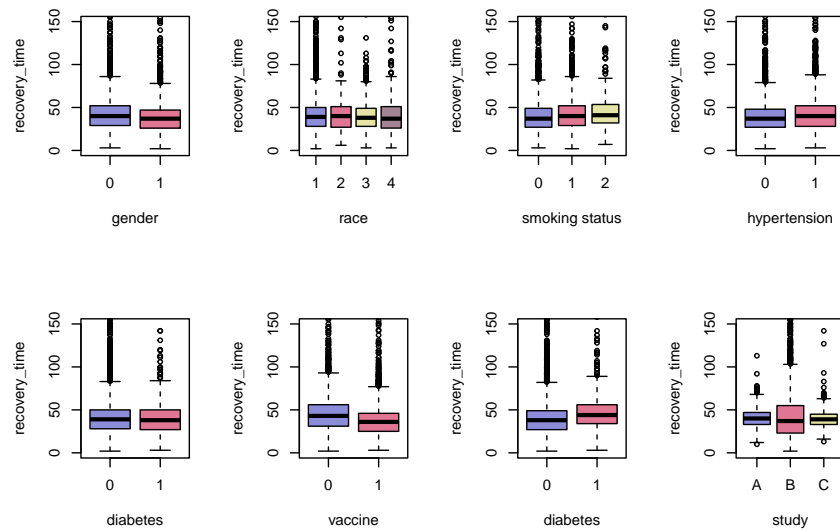 recovery_time
150
100
50
0
0 1
gender
recovery_time
150
100
50
0
1 2 3 4
race
recovery_time
150
100
50
0
0 1 2
smoking status
recovery_time
150
100
50
0
0 1
hypertension
recovery_time
150
100
50
0
0 1
diabetes
recovery_time
150
100
50
0
0 1
vaccine
recovery_time
150
100
50
0
0 1
diabetes
recovery_time
150
100
50
0
A B C
study